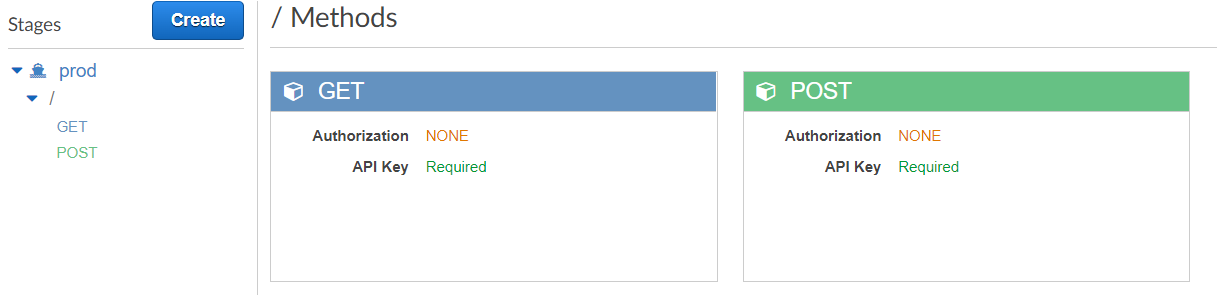 Stages
Create
prod
/
GET
POST
/ Methods
GET
Authorization NONE
API Key Required
POST
Authorization NONE
API Key Required